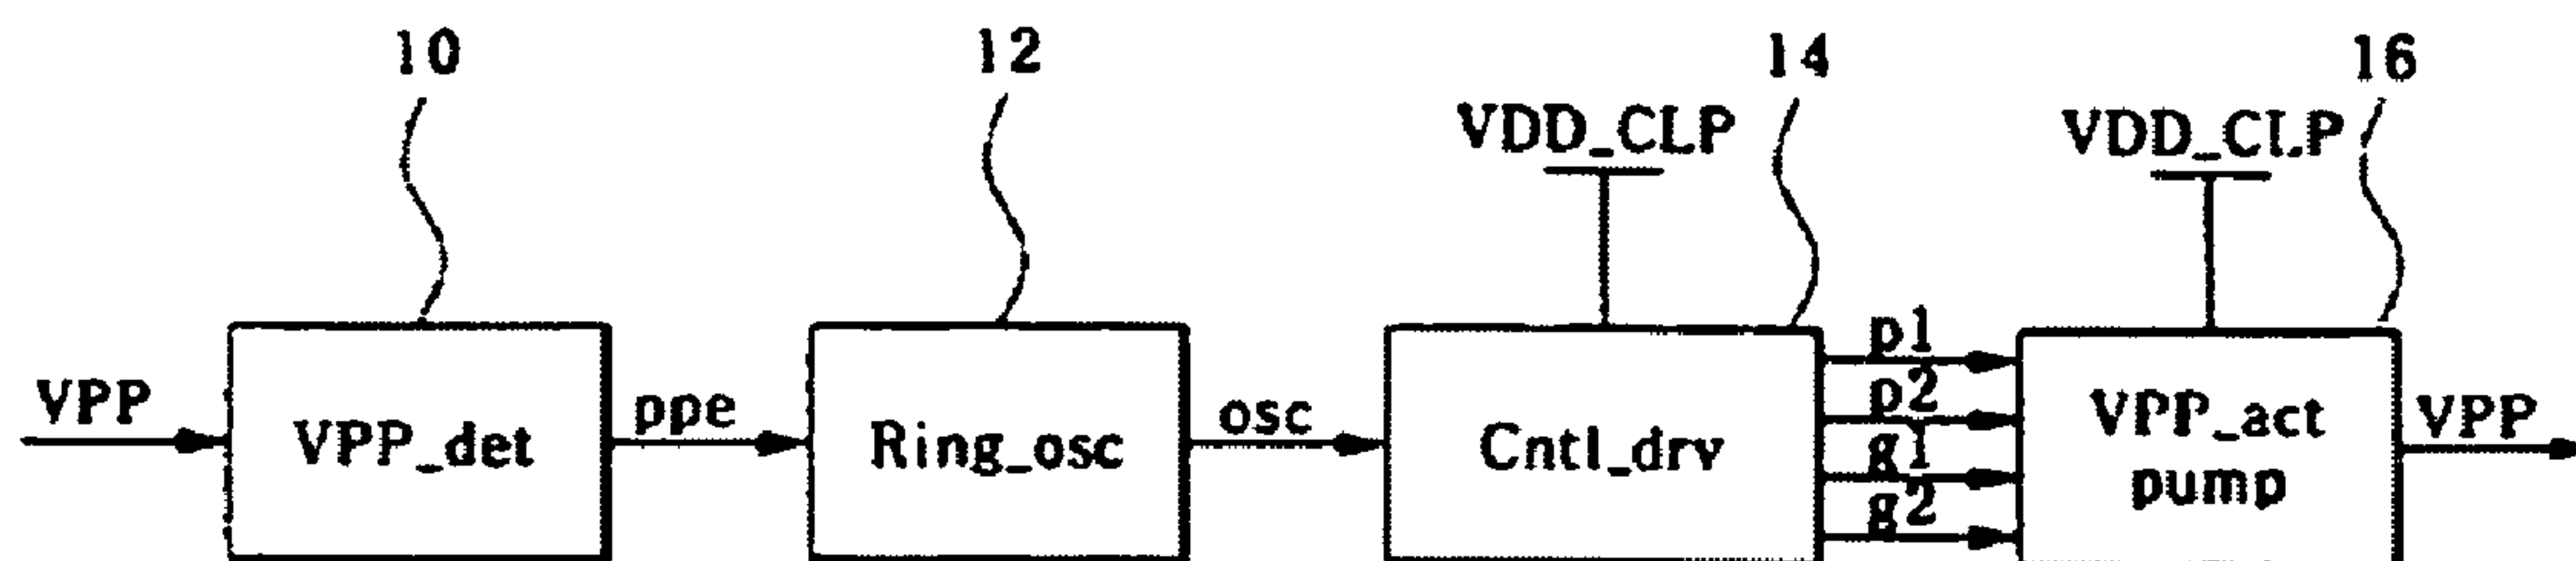 10
12
14
16
VDD_CLP
VDD_CLP
VPP
VPP_det
ppe
Ring_osc
osc
Cntl_drv
p1
p2
g1
g2
VPP_act
pump
VPP